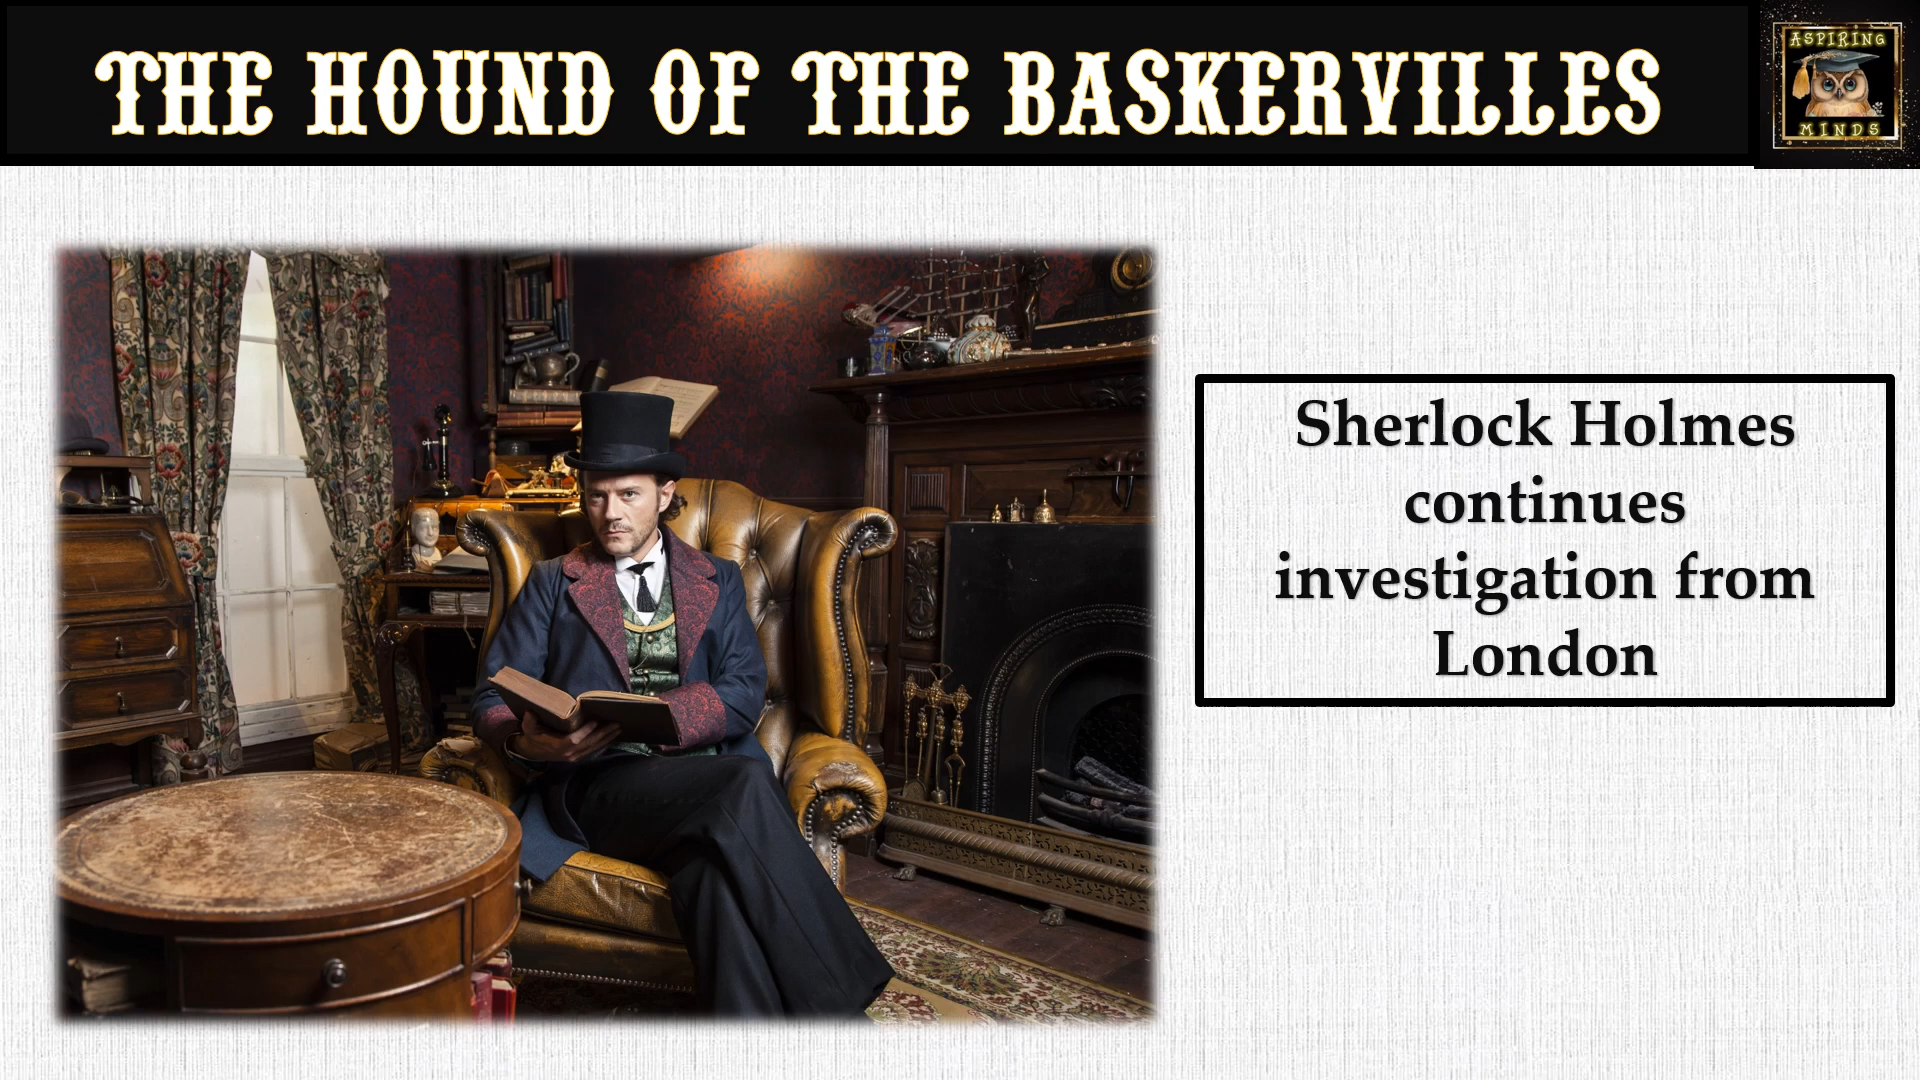 THE HOUND OF THE BASKERVILLES
ASPIRING
MINDS
Sherlock Holmes
continues
investigation from
London